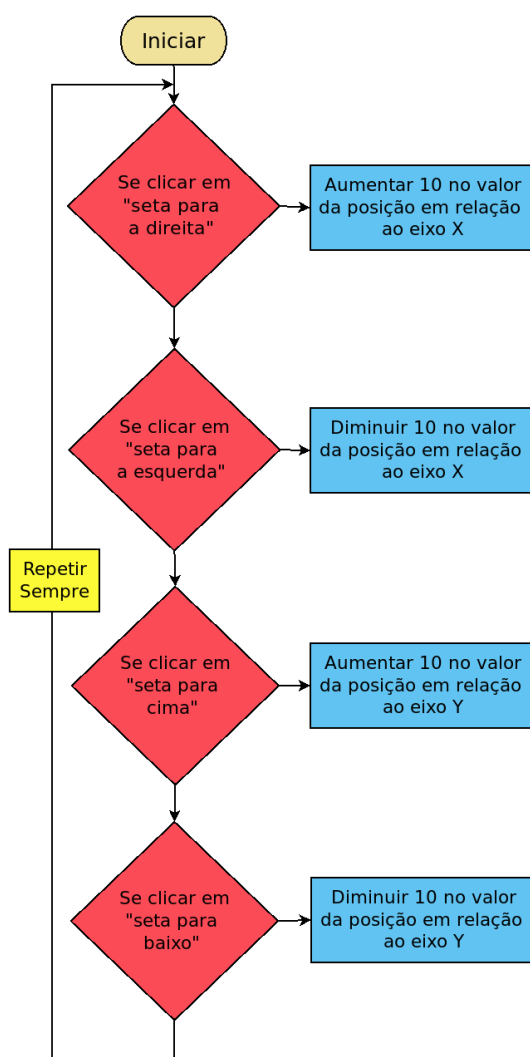 Iniciar
Se clicar em
"seta para
a direita"
Aumentar 10 no valor
da posição em relação
ao eixo X
Se clicar em
"seta para
a esquerda"
Diminuir 10 no valor
da posição em relação
ao eixo X
Repetir
Sempre
Se clicar em
"seta para
cima"
Aumentar 10 no valor
da posição em relação
ao eixo Y
Se clicar em
"seta para
baixo"
Diminuir 10 no valor
da posição em relação
ao eixo Y